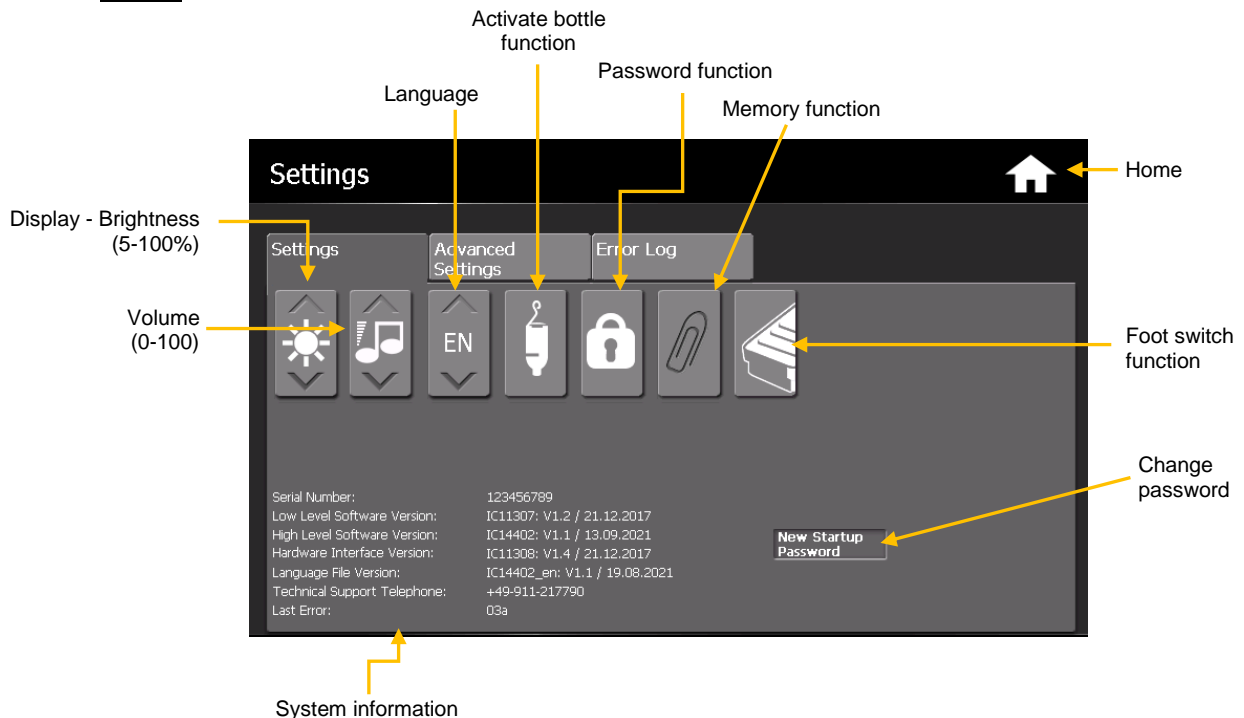 Activate bottle
function
Password function
Language
Memory function
Settings
Home
Display - Brightness
(5-100%)
Settings
Advanced
Settings
Error Log
Volume
(0-100)
EN
Foot switch
function
Change
password
Serial Number: 123456789
Low Level Software Version: IC11307: V1.2 / 21.12.2017
High Level Software Version: IC14402: V1.1 / 13.09.2021
Hardware Interface Version: IC11308: V1.4 / 21.12.2017
Language File Version: IC14402_en: V1.1 / 19.08.2021
Technical Support Telephone: +49-911-217790
Last Error: 03a
New Startup
Password
System information